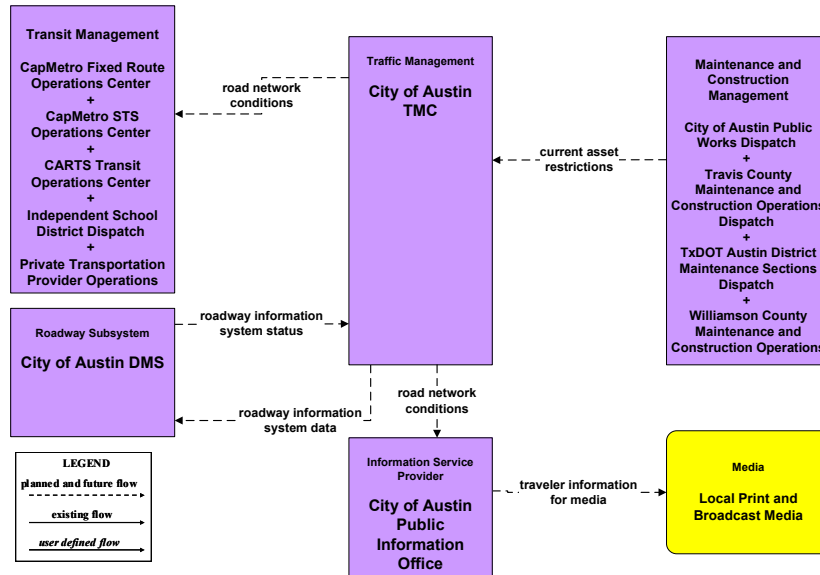 Transit Management
CapMetro Fixed Route
Operations Center
+
CapMetro STS
Operations Center
+
CARTS Transit
Operations Center
+
Independent School
District Dispatch
+
Private Transportation
Provider Operations
road network
conditions
Traffic Management
City of Austin
TMC
current asset
restrictions
Maintenance and
Construction
Management
City of Austin Public
Works Dispatch
+
Travis County
Maintenance and
Construction Operations
Dispatch
+
TxDOT Austin District
Maintenance Sections
Dispatch
+
Williamson County
Maintenance and
Construction Operations
Roadway Subsystem
City of Austin DMS
roadway information
system status
roadway information
system data
road network
conditions
LEGEND
planned and future flow
existing flow
user defined flow
Information Service
Provider
City of Austin
Public
Information
Office
traveler information
for media
Media
Local Print and
Broadcast Media